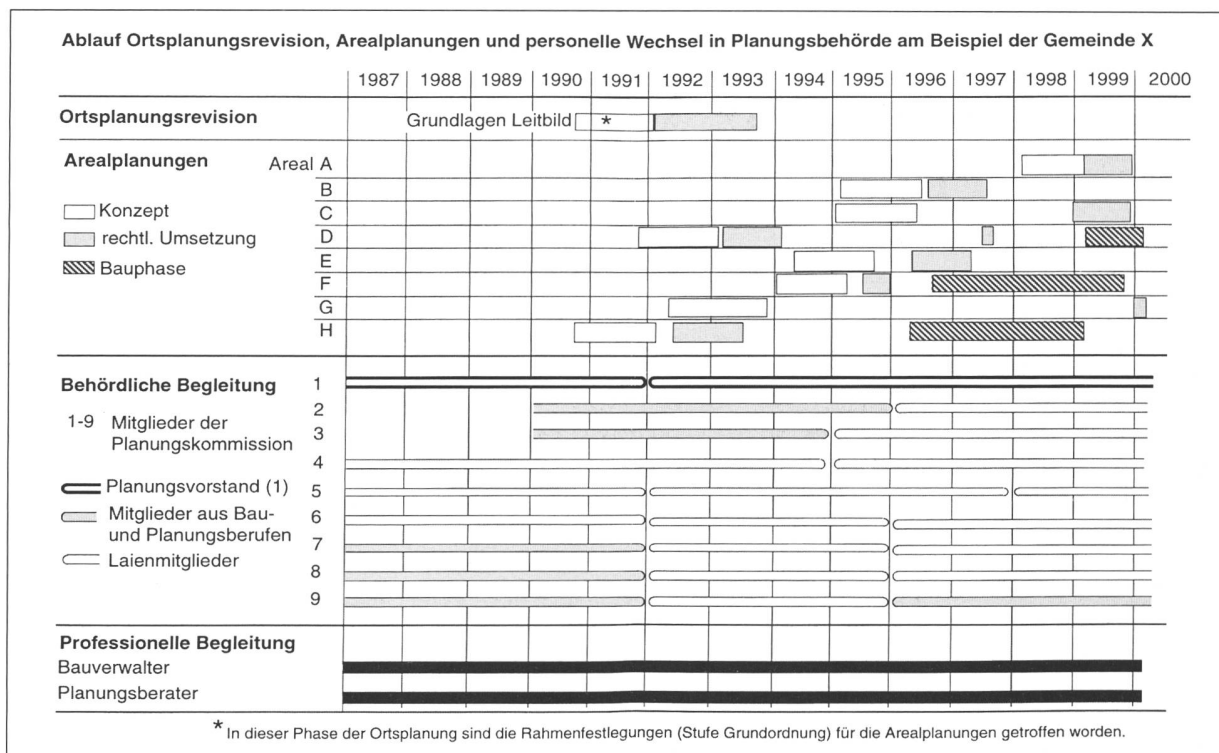 Ablauf Ortsplanungsrevision, Arealplanungen und personelle Wechsel in Planungsbehörde am Beispiel der Gemeinde X
1987 1988 1989 1990 1991 1992 1993 1994 1995 1996 1997 1998 1999 2000
Ortsplanungsrevision
Grundlagen Leitbild *
Arealplanungen Areal A
B
Konzept C
rechtl. Umsetzung D
E
Bauphase F
G
H
Behördliche Begleitung 1
2
1-9 Mitglieder der
Planungskommission 3
4
Planungsvorstand (1) 5
Mitglieder aus Bau- 6
und Planungsberufen
7
Laienmitglieder
8
9
Professionelle Begleitung
Bauverwalter
Planungsberater
* In dieser Phase der Ortsplanung sind die Rahmenfestlegungen (Stufe Grundordnung) für die Arealplanungen getroffen worden.